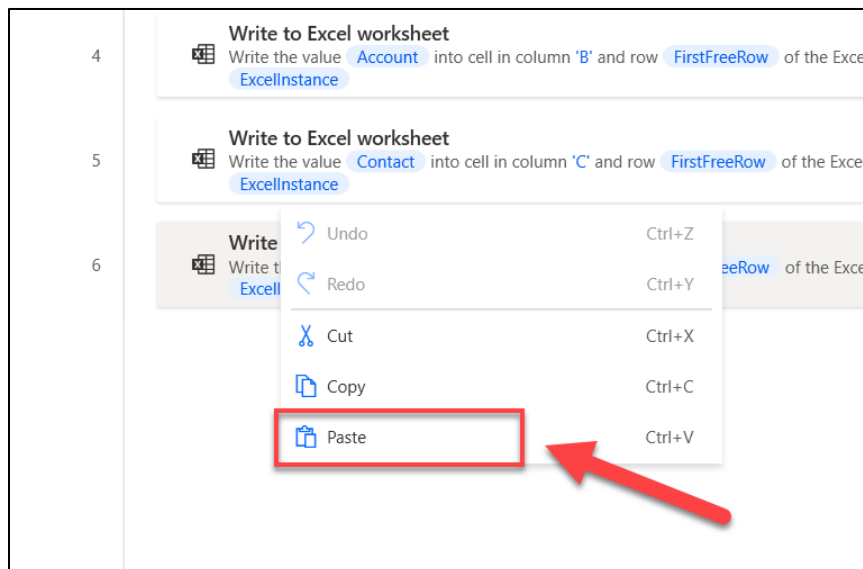 4
Write to Excel worksheet
Write the value Account into cell in column 'B' and row FirstFreeRow of the Exce
ExcelInstance
5
Write to Excel worksheet
Write the value Contact into cell in column 'C' and row FirstFreeRow of the Exce
ExcelInstance
6
Write
Write t eeRow of the Exce
Excel
Undo Ctrl+Z
Redo Ctrl+Y
Cut Ctrl+X
Copy Ctrl+C
Paste Ctrl+V